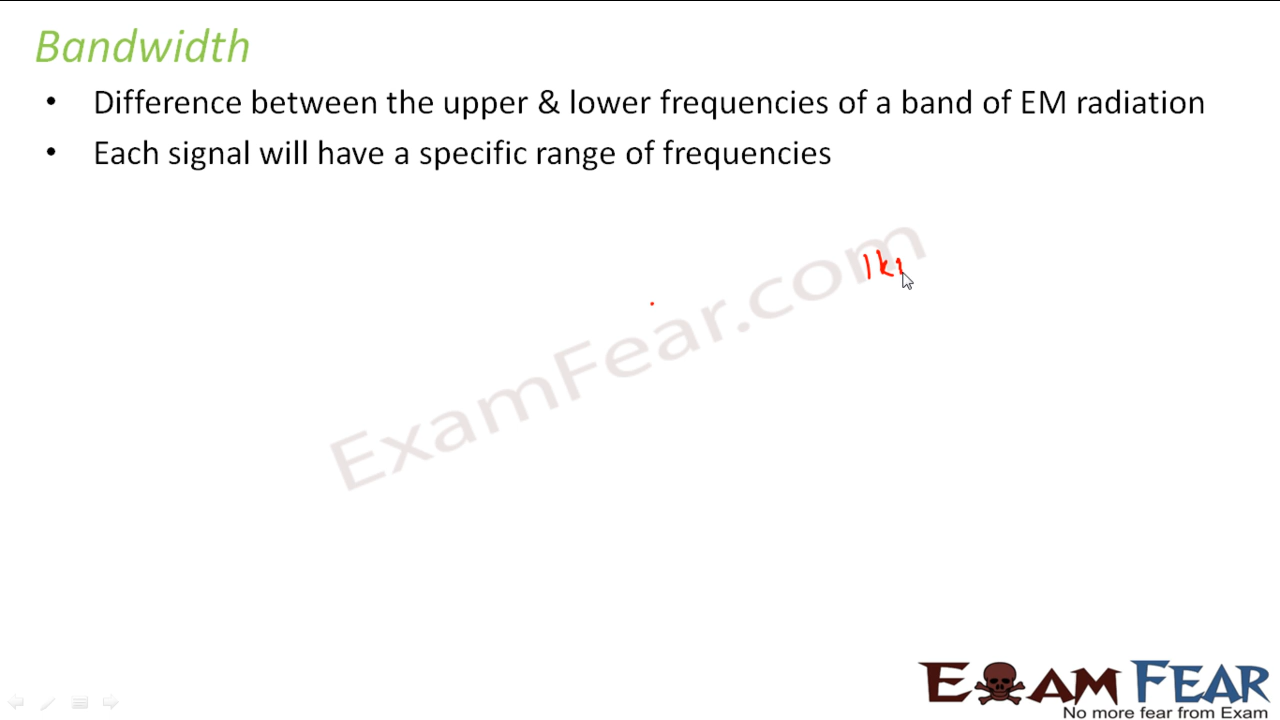 Bandwidth
• Difference between the upper & lower frequencies of a band of EM radiation
• Each signal will have a specific range of frequencies
1k
ExamFear.com
EXAM FEAR
No more fear from Exam